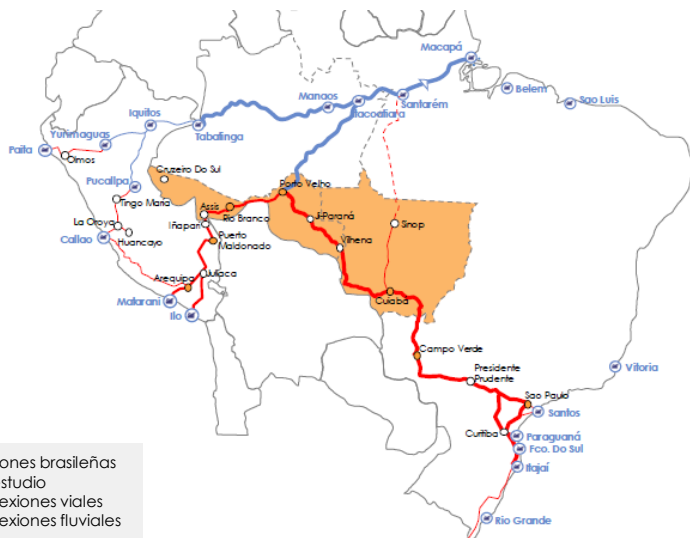 Macapá
Belem
Sao Luis
Manaos
Santarém
Itacoatiara
Iquitos
Tabatinga
Yurimaguas
Paita
Olmos
Cruzeiro Do Sul
Pucallpa
Porto Velho
Tingo Maria
Assis
Rio Branco
Ji-Paraná
Sinop
La Oroya
Iñapari
Huancayo
Callao
Puerto
Maldonado
Vilhena
Juliaca
Arequipa
Matarani
Ilo
Cuiabá
Campo Verde
Presidente
Prudente
Vitoria
Sao Paulo
Santos
Curitiba
Paraguaná
Fco. Do Sul
Itajaí
Rio Grande
ones brasileñas
studio
exiones viales
exiones fluviales